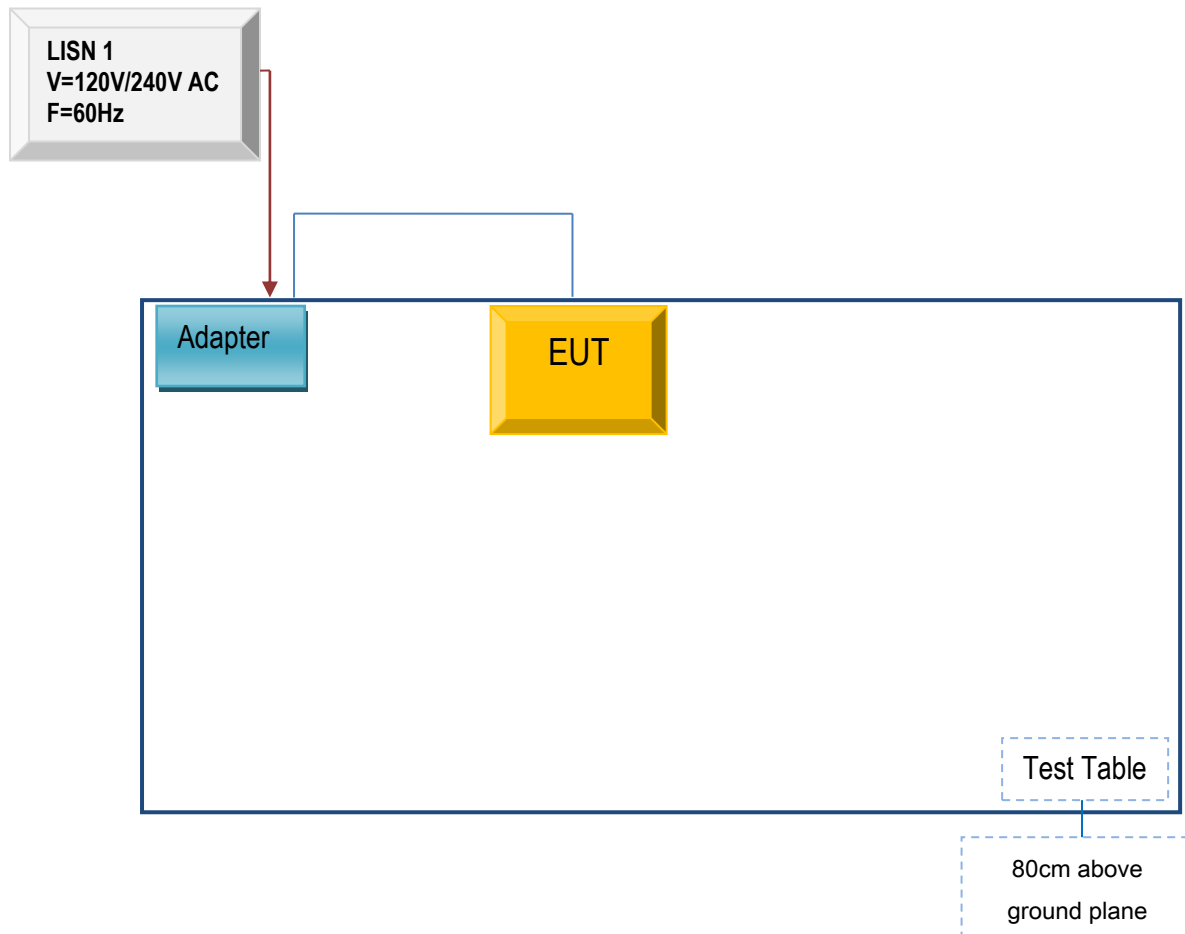 LISN 1
V=120V/240V AC
F=60Hz
Adapter
EUT
Test Table
80cm above
ground plane